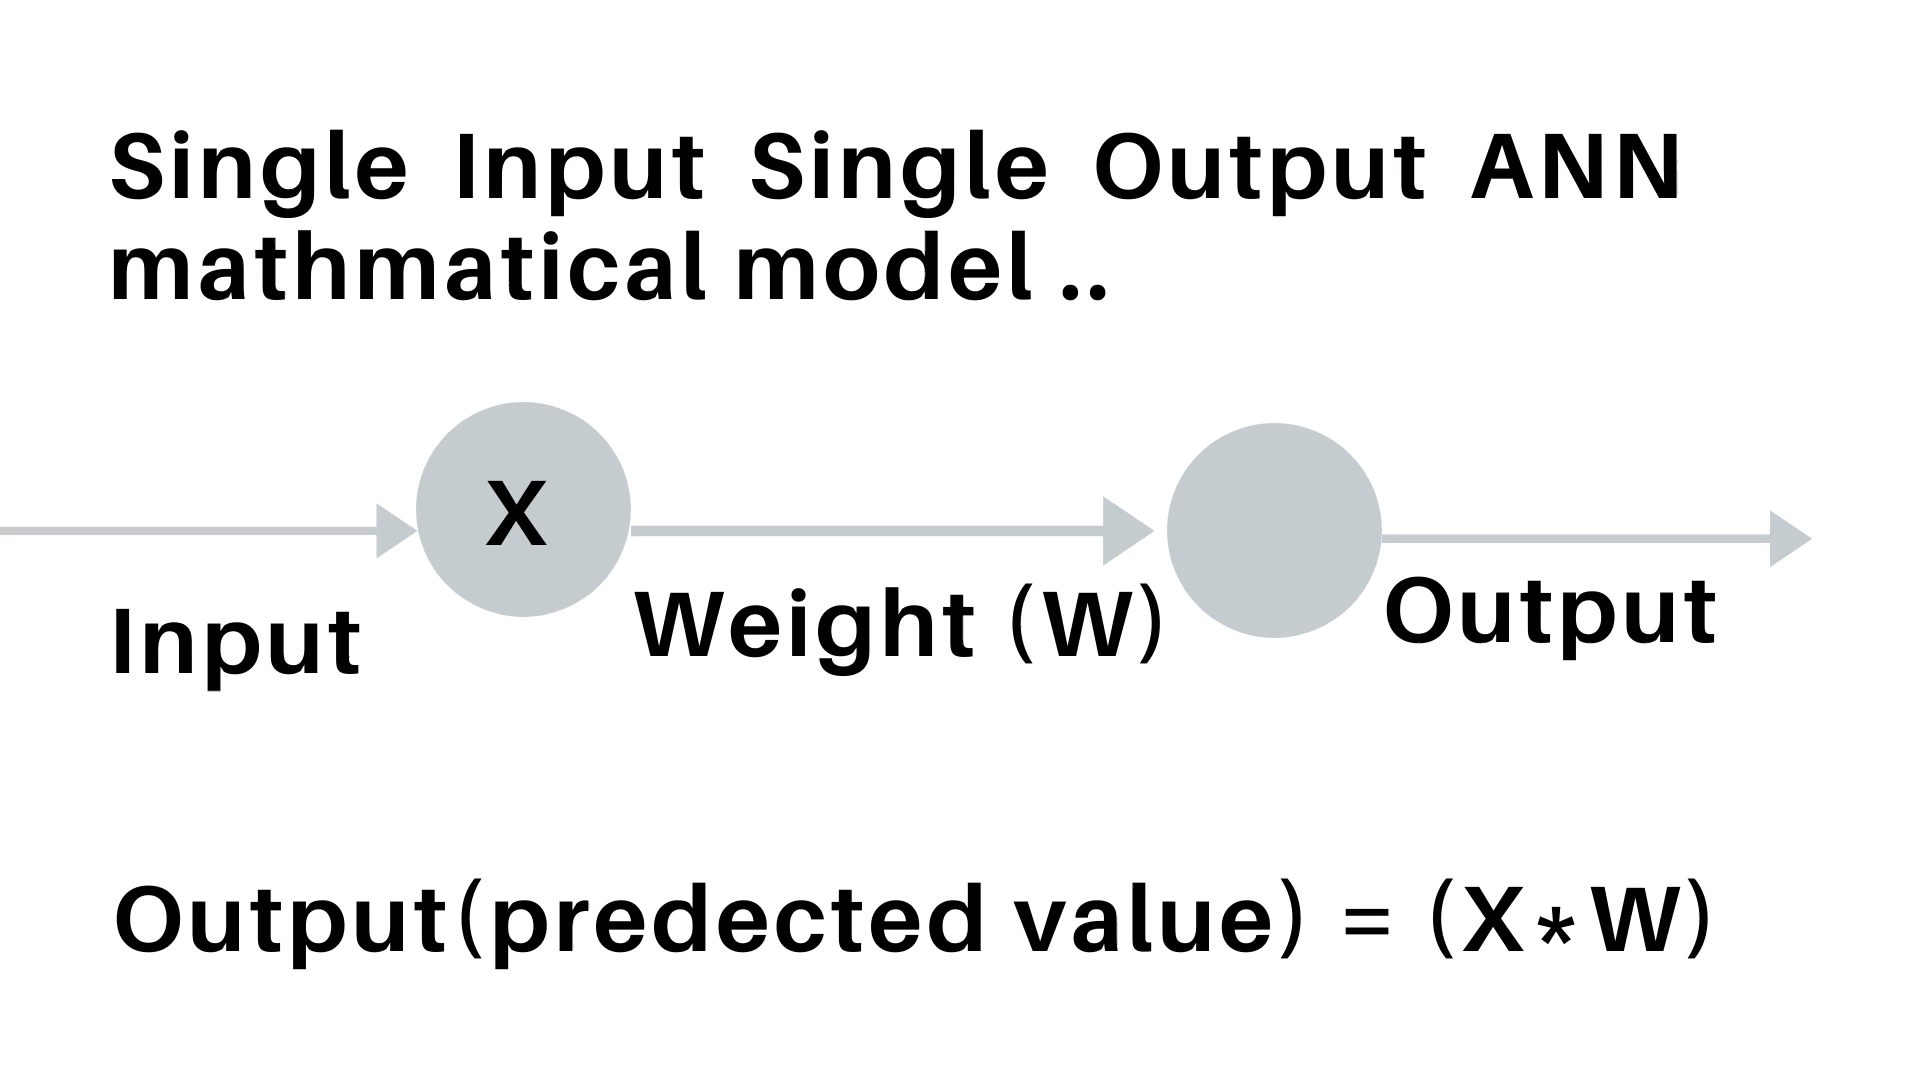 Single Input Single Output ANN
mathmatical model ..
X
Input
Weight (W)
Output
Output(predected value) = (X*W)